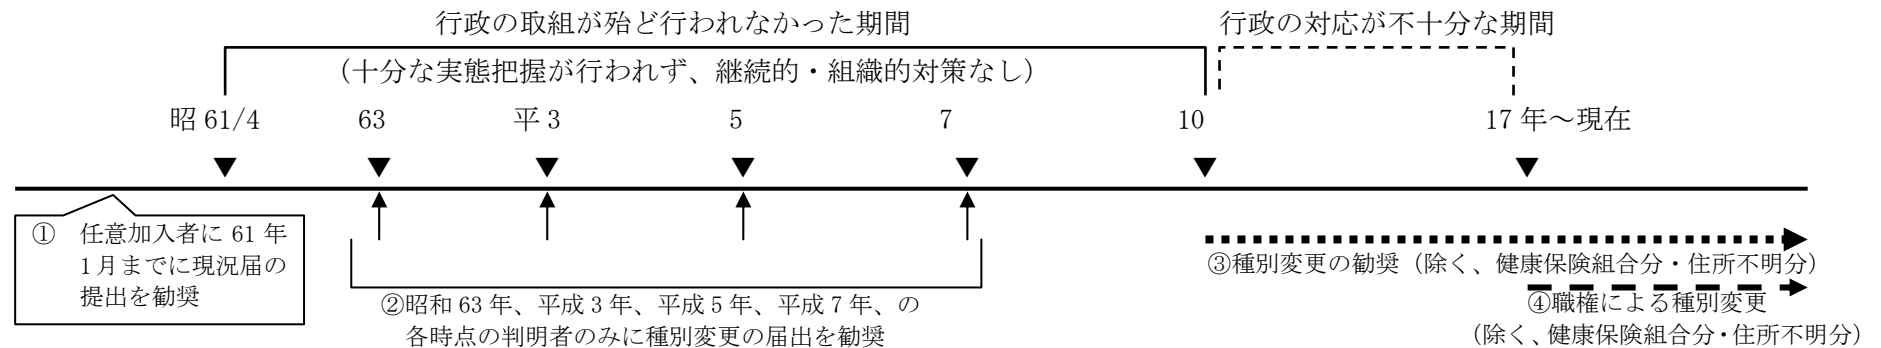 行政の取組が殆ど行われなかった期間
行政の対応が不十分な期間
（十分な実態把握が行われず、継続的・組織的対策なし）
昭 61/4 63 平 3 5 7 10 17 年～現在
① 任意加入者に 61 年
1 月までに現況届の
提出を勧奨
②昭和 63 年、平成 3 年、平成 5 年、平成 7 年、の
各時点の判明者のみに種別変更の届出を勧奨
③種別変更の勧奨（除く、健康保険組合分・住所不明分）
④職権による種別変更
（除く、健康保険組合分・住所不明分）